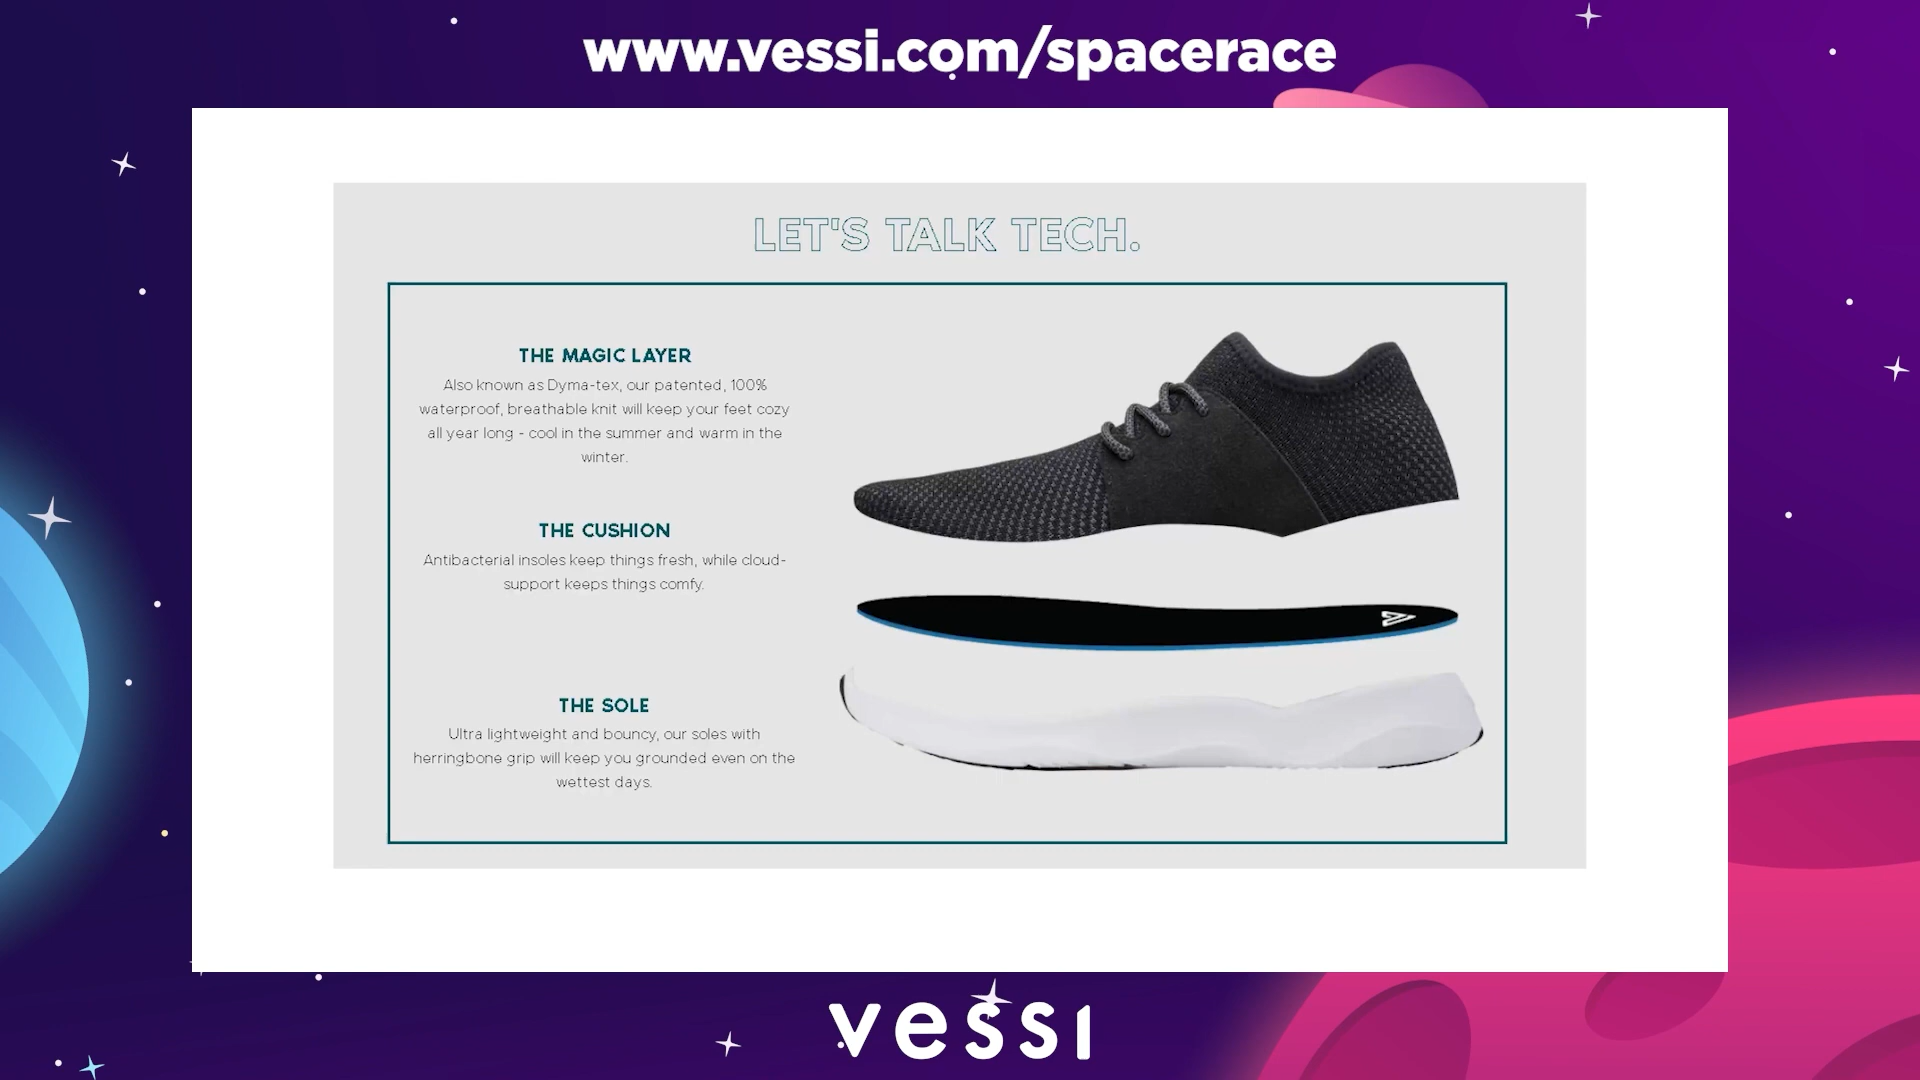 www.vessi.com/spacerace
LET'S TALK TECH.
THE MAGIC LAYER
Also known as Dyma-tex, our patented, 100%
waterproof, breathable knit will keep your feet cozy
all year long - cool in the summer and warm in the
winter.
THE CUSHION
Antibacterial insoles keep things fresh, while cloud-
support keeps things comfy.
THE SOLE
Ultra lightweight and bouncy, our soles with
herringbone grip will keep you grounded even on the
wettest days.
vessi